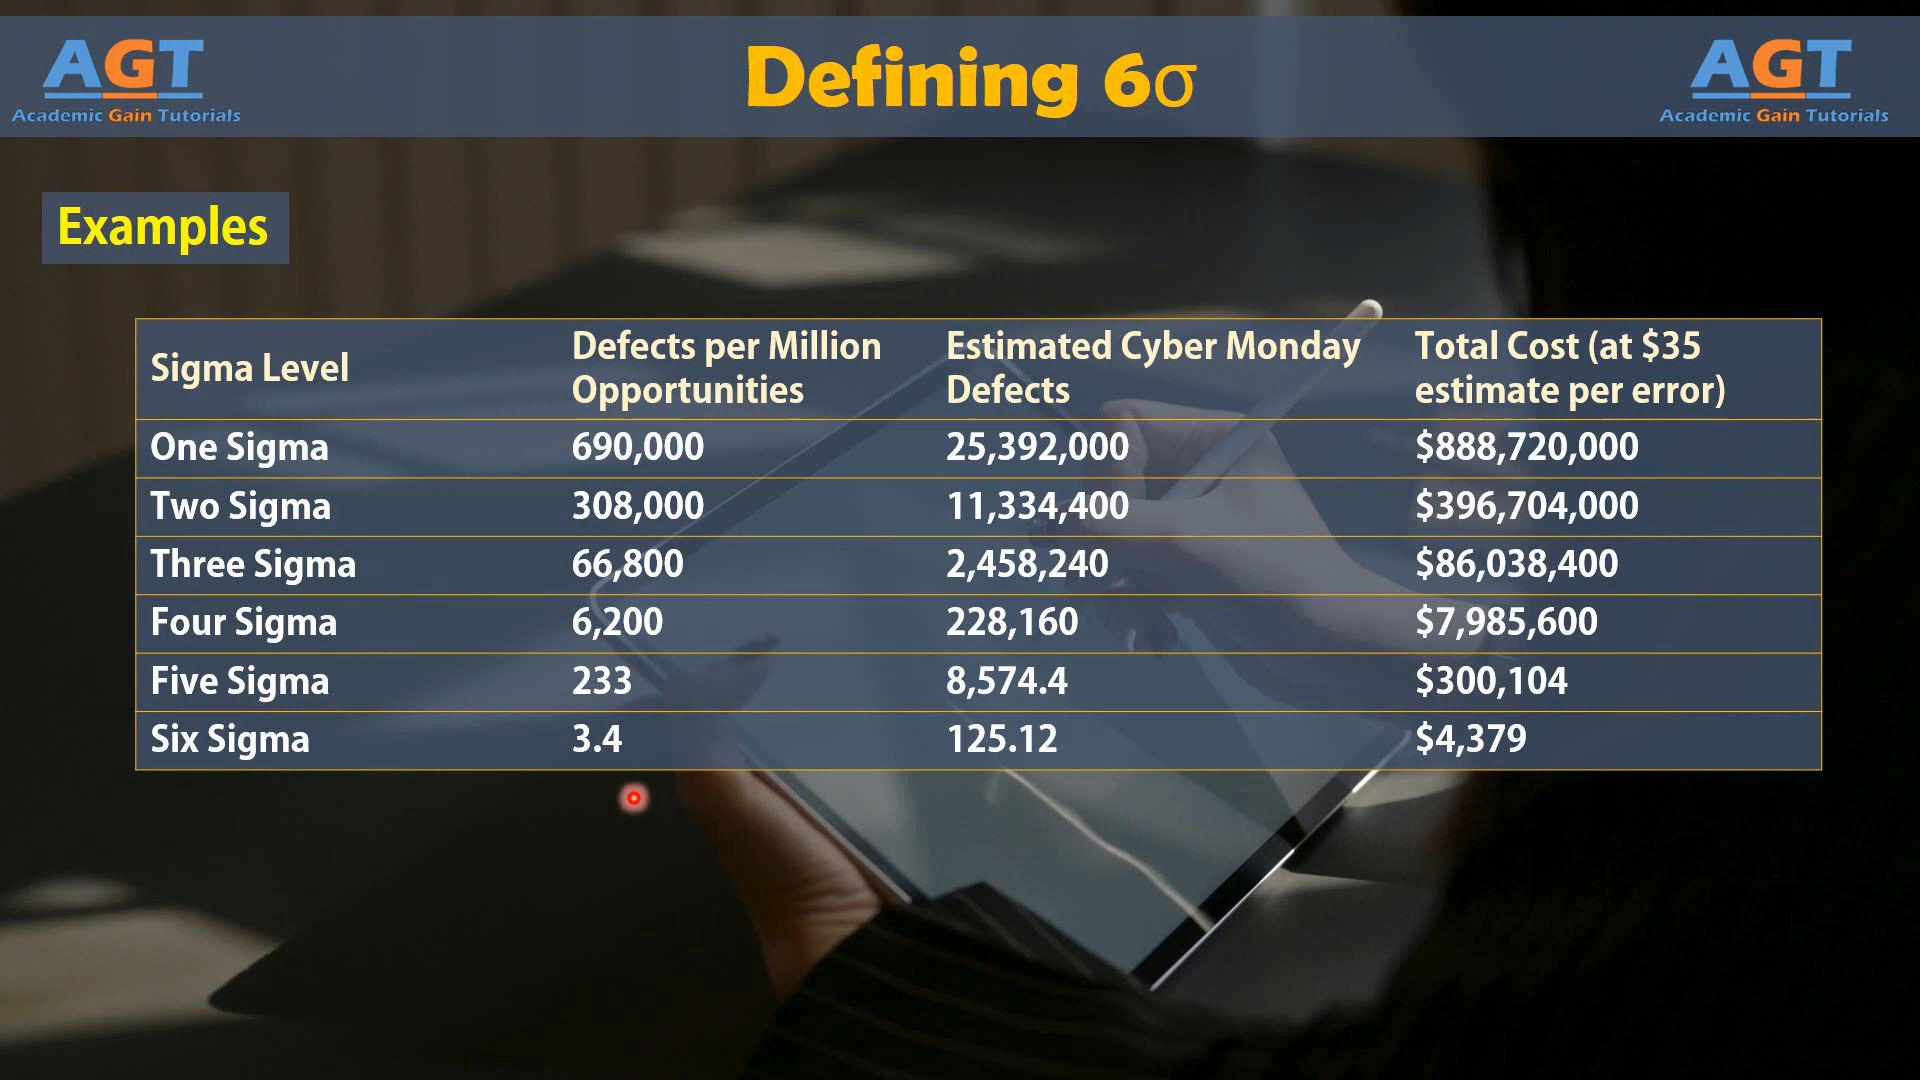 AGT
Academic Gain Tutorials
Defining 6σ
AGT
Academic Gain Tutorials
Examples
Sigma Level
Defects per Million
Opportunities
Estimated Cyber Monday
Defects
Total Cost (at $35
estimate per error)
One Sigma 690,000 25,392,000 $888,720,000
Two Sigma 308,000 11,334,400 $396,704,000
Three Sigma 66,800 2,458,240 $86,038,400
Four Sigma 6,200 228,160 $7,985,600
Five Sigma 233 8,574.4 $300,104
Six Sigma 3.4 125.12 $4,379